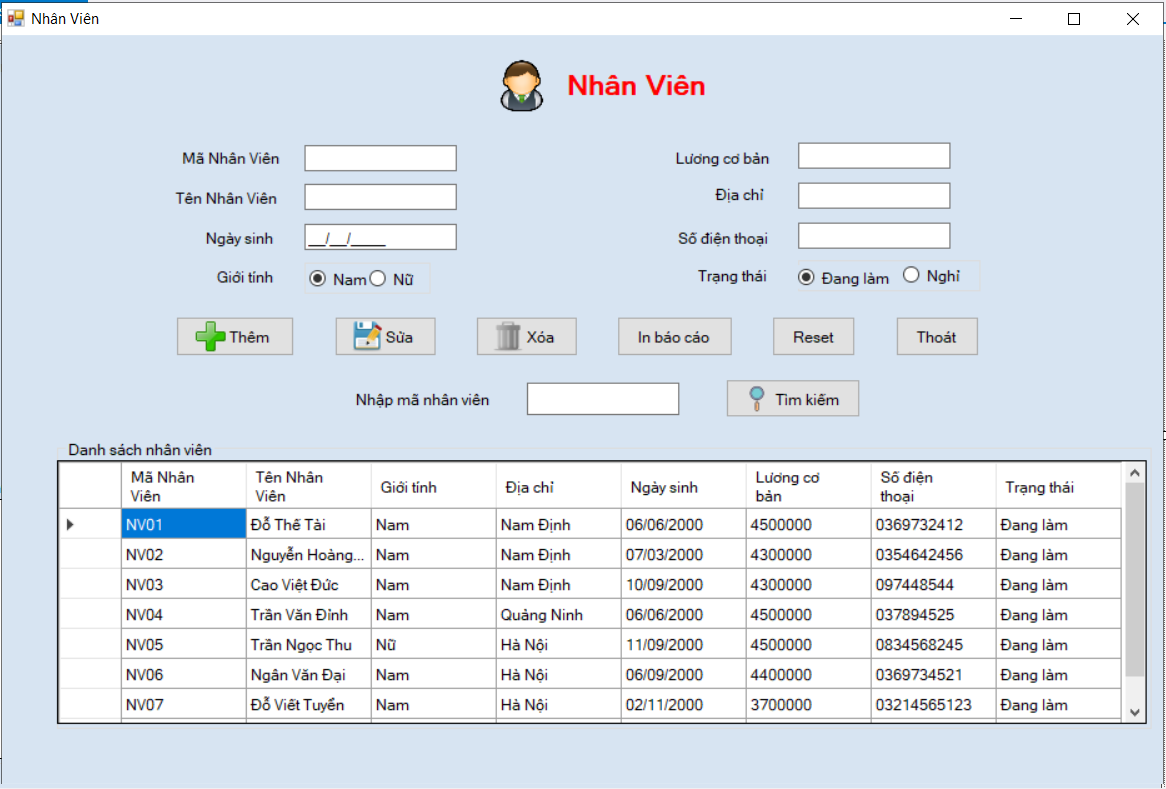 Nhân Viên
Nhân Viên
Mã Nhân Viên
Lương cơ bản
Tên Nhân Viên
Địa chỉ
Ngày sinh
__/__/____
Số điện thoại
Giới tính
Nam Nữ
Trạng thái
Đang làm Nghỉ
Thêm Sửa Xóa In báo cáo Reset Thoát
Nhập mã nhân viên Tìm kiếm
Danh sách nhân viên
Mã Nhân Viên Tên Nhân Viên Giới tính Địa chỉ Ngày sinh Lương cơ bản Số điện thoại Trạng thái
NV01 Đỗ Thế Tài Nam Nam Định 06/06/2000 4500000 0369732412 Đang làm
NV02 Nguyễn Hoàng... Nam Nam Định 07/03/2000 4300000 0354642456 Đang làm
NV03 Cao Việt Đức Nam Nam Định 10/09/2000 4300000 097448544 Đang làm
NV04 Trần Văn Đỉnh Nam Quảng Ninh 06/06/2000 4500000 037894525 Đang làm
NV05 Trần Ngọc Thu Nữ Hà Nội 11/09/2000 4500000 0834568245 Đang làm
NV06 Ngân Văn Đại Nam Hà Nội 06/09/2000 4400000 0369734521 Đang làm
NV07 Đỗ Viết Tuyển Nam Hà Nội 02/11/2000 3700000 03214565123 Đang làm